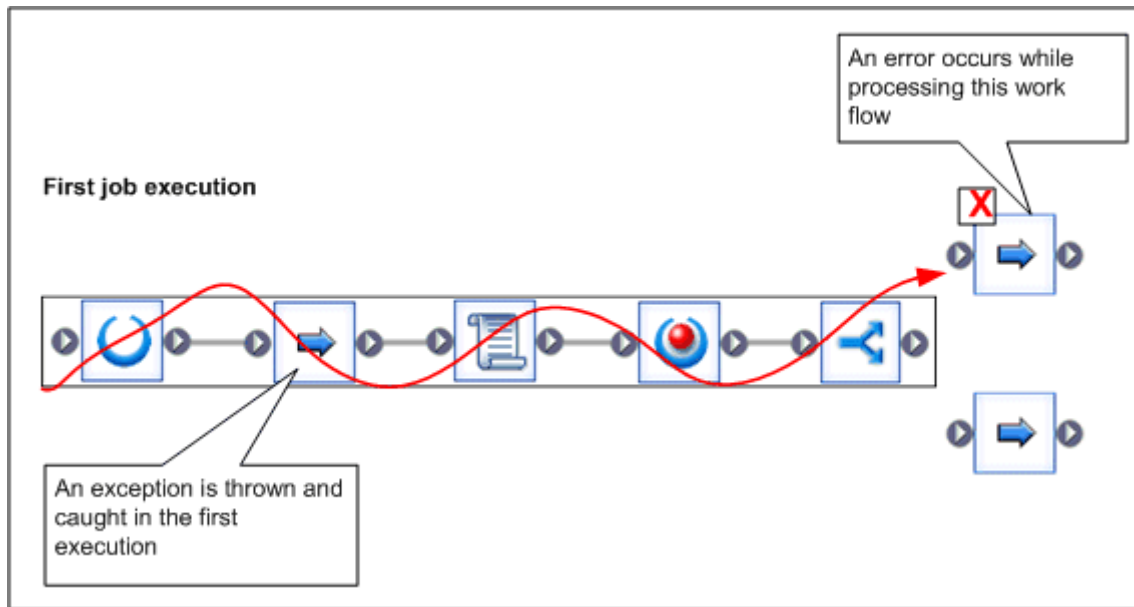 An error occurs while
processing this work
flow
First job execution
X
An exception is thrown and
caught in the first
execution